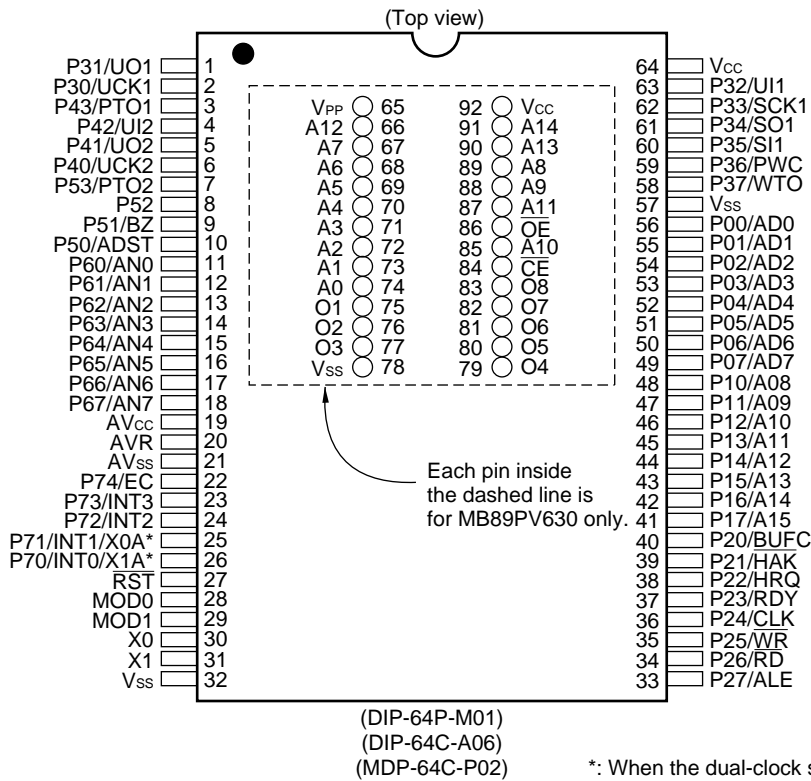 (Top view)
P31/UO1 1 64 Vcc
P30/UCK1 2 63 P32/UI1
P43/PTO1 3 62 P33/SCK1
P42/UI2 4 61 P34/SO1
P41/UO2 5 60 P35/SI1
P40/UCK2 6 59 P36/PWC
P53/PTO2 7 58 P37/WTO
P52 8 57 Vss
P51/BZ 9 56 P00/AD0
P50/ADST 10 55 P01/AD1
P60/AN0 11 54 P02/AD2
P61/AN1 12 53 P03/AD3
P62/AN2 13 52 P04/AD4
P63/AN3 14 51 P05/AD5
P64/AN4 15 50 P06/AD6
P65/AN5 16 49 P07/AD7
P66/AN6 17 48 P10/A08
P67/AN7 18 47 P11/A09
AVcc 19 46 P12/A10
AVR 20 45 P13/A11
AVss 21 44 P14/A12
P74/EC 22 43 P15/A13
P73/INT3 23 42 P16/A14
P72/INT2 24 41 P17/A15
P71/INT1/X0A* 25 40 P20/BUFC
P70/INT0/X1A* 26 39 P21/HAK
RST 27 38 P22/HRQ
MOD0 28 37 P23/RDY
MOD1 29 36 P24/CLK
X0 30 35 P25/WR
X1 31 34 P26/RD
Vss 32 33 P27/ALE
VPP 65 92 Vcc
A12 66 91 A14
A7 67 90 A13
A6 68 89 A8
A5 69 88 A9
A4 70 87 A11
A3 71 86 OE
A2 72 85 A10
A1 73 84 CE
A0 74 83 O8
O1 75 82 O7
O2 76 81 O6
O3 77 80 O5
Vss 78 79 O4
Each pin inside
the dashed line is
for MB89PV630 only.
(DIP-64P-M01)
(DIP-64C-A06)
(MDP-64C-P02)
*: When the dual-clock